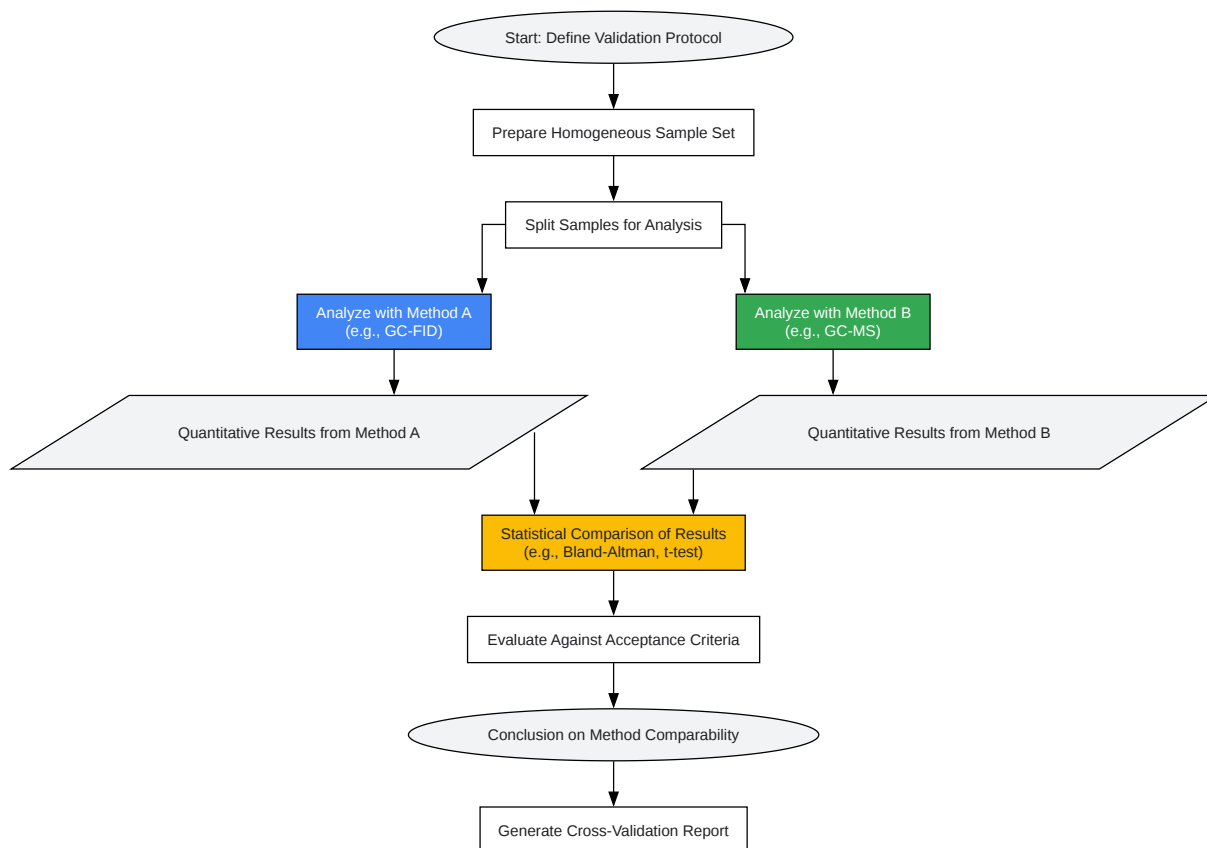 Start: Define Validation Protocol
Prepare Homogeneous Sample Set
Split Samples for Analysis
Analyze with Method A
(e.g., GC-FID)
Analyze with Method B
(e.g., GC-MS)
Quantitative Results from Method A
Quantitative Results from Method B
Statistical Comparison of Results
(e.g., Bland-Altman, t-test)
Evaluate Against Acceptance Criteria
Conclusion on Method Comparability
Generate Cross-Validation Report